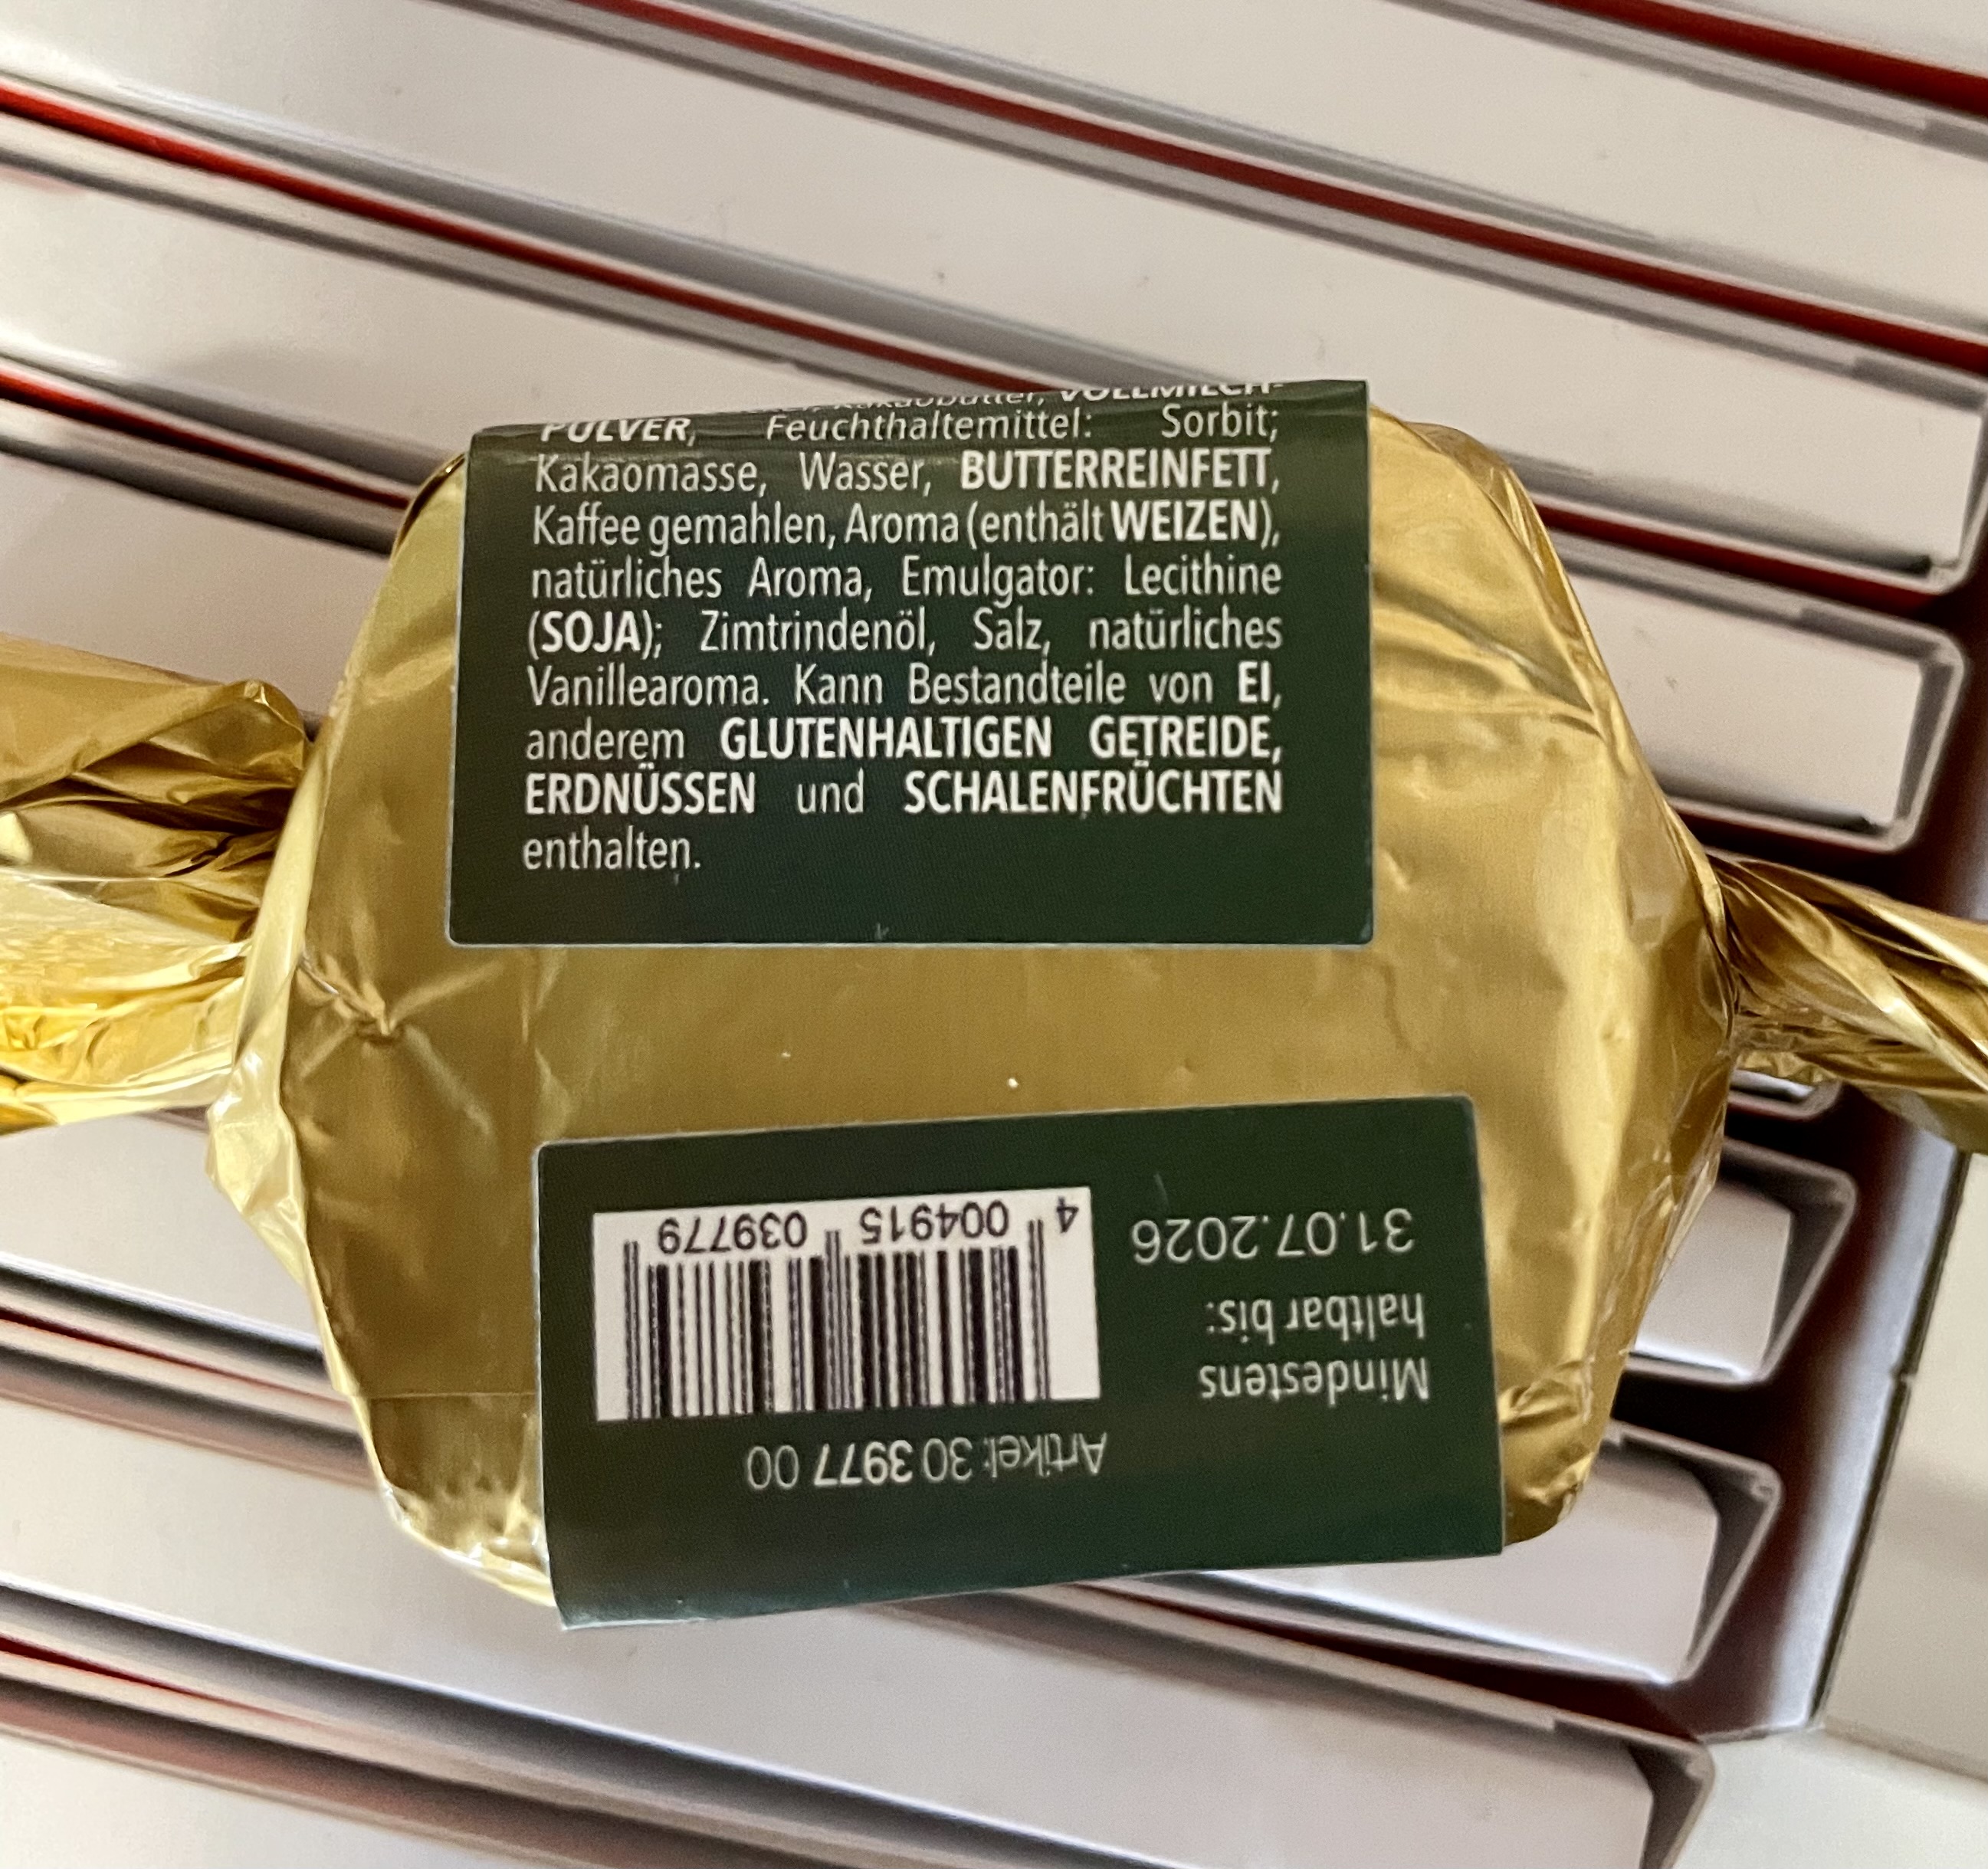 Kakaobutter, VOLLMILCH-
PULVER, Feuchthaltemittel: Sorbit;
Kakaomasse, Wasser, BUTTERREINFETT,
Kaffee gemahlen, Aroma (enthält WEIZEN),
natürliches Aroma, Emulgator: Lecithine
(SOJA); Zimtrindenöl, Salz, natürliches
Vanillearoma. Kann Bestandteile von EI,
anderem GLUTENHALTIGEN GETREIDE,
ERDNÜSSEN und SCHALENFRÜCHTEN
enthalten.
Artikel: 30 3977 00
Mindestens
haltbar bis:
31.07.2026
4 004915 039779